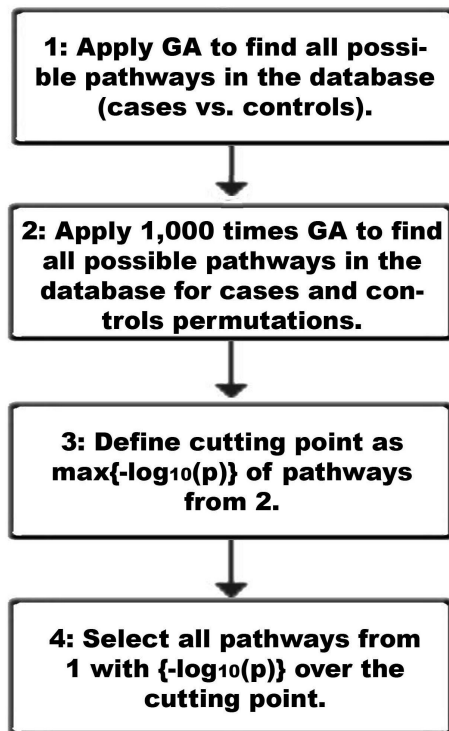 1: Apply GA to find all possi-
ble pathways in the database
(cases vs. controls).
2: Apply 1,000 times GA to find
all possible pathways in the
database for cases and con-
trols permutations.
3: Define cutting point as
max{-log10(p)} of pathways
from 2.
4: Select all pathways from
1 with {-log10(p)} over the
cutting point.